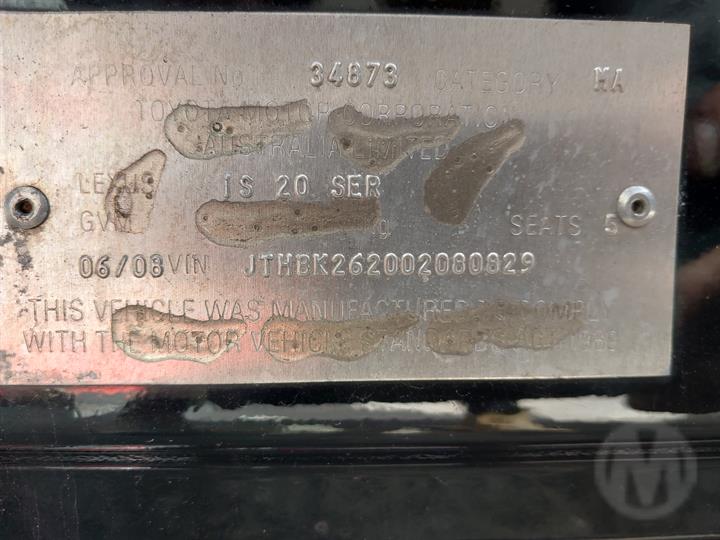 APPROVAL NO. 34873 CATEGORY MA
TOYOTA MOTOR CORPORATION
AUSTRALIA LIMITED
LEXUS IS 20 SER
GVM kg SEATS 5
06/08 VIN JTHBK262002080829
THIS VEHICLE WAS MANUFACTURED TO COMPLY
WITH THE MOTOR VEHICLE STANDARDS ACT 1989
M